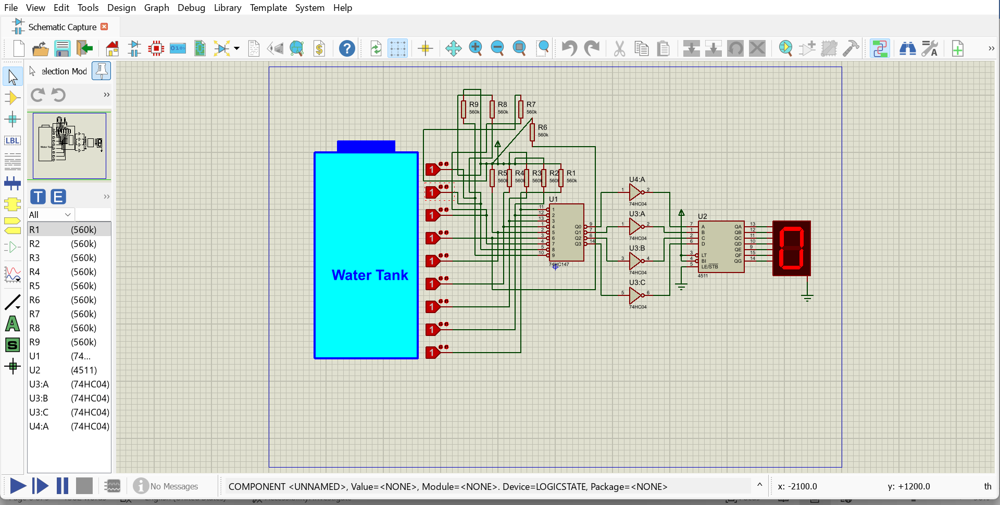 File View Edit Tools Design Graph Debug Library Template System Help
Schematic Capture
election Mod
LBL
T E
All
R1 (560k)
R2 (560k)
R3 (560k)
R4 (560k)
R5 (560k)
R6 (560k)
R7 (560k)
R8 (560k)
R9 (560k)
U1 (74...
U2 (4511)
U3:A (74HC04)
U3:B (74HC04)
U3:C (74HC04)
U4:A (74HC04)
Water Tank
Water Tank
R9
560k
R8
560k
R7
560k
R6
560k
R5
560k
R4
560k
R3
560k
R2
560k
R1
560k
1
1
1
1
1
1
1
1
1
U1
11 1
12 2
13 3
1 4
2 5
3 6
4 7
5 8
10 9
Q0 9
Q1 7
Q2 6
Q3 14
74HC147
U4:A
1 2
74HC04
U3:A
1 2
74HC04
U3:B
3 4
74HC04
U3:C
5 6
74HC04
U2
7 A QA 13
1 B QB 12
2 C QC 11
6 D QD 10
QE 9
3 LT QF 15
4 BI QG 14
5 LE/STB
4511
0
No Messages
COMPONENT <UNNAMED>, Value=<NONE>, Module=<NONE>. Device=LOGICSTATE, Package=<NONE>
x: -2100.0 y: +1200.0 th